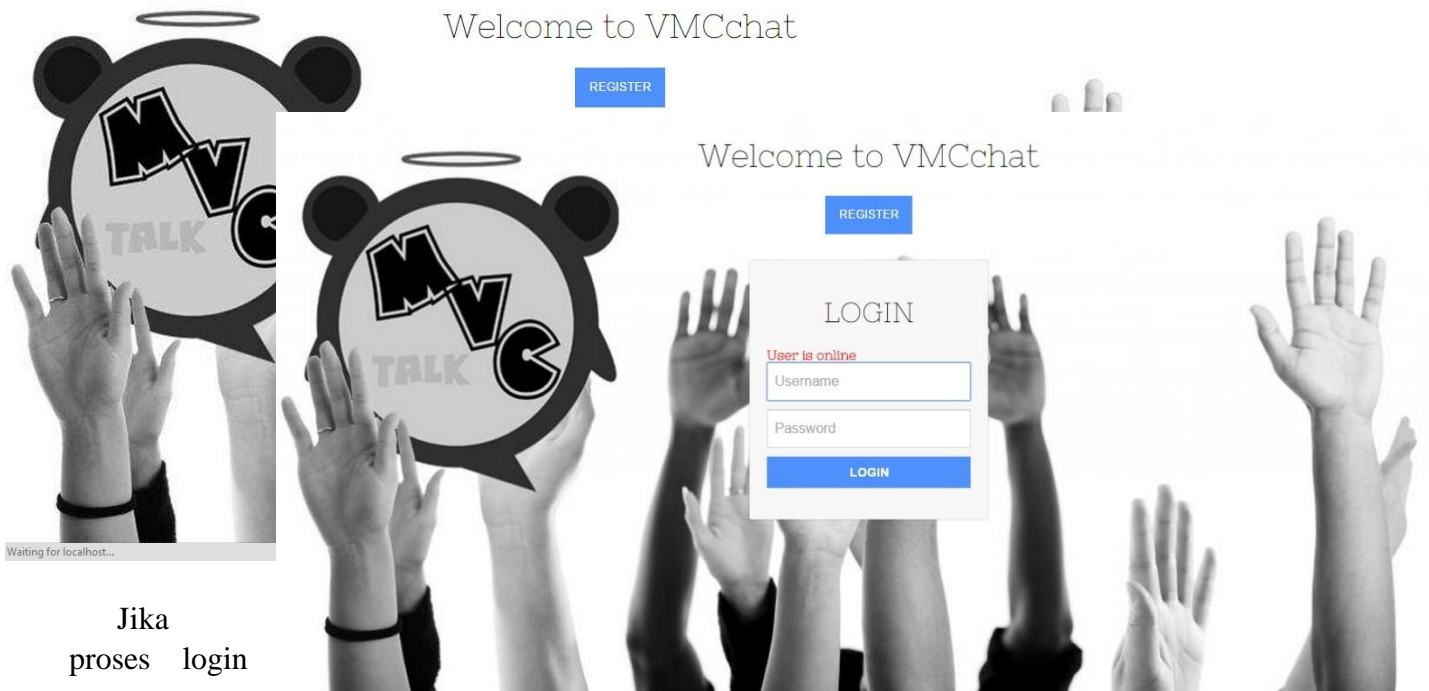 Welcome to VMCchat
REGISTER
MVC
TALK
Waiting for localhost...
Welcome to VMCchat
REGISTER
MVC
TALK
LOGIN
User is online
Username
Password
LOGIN
Jika
proses login